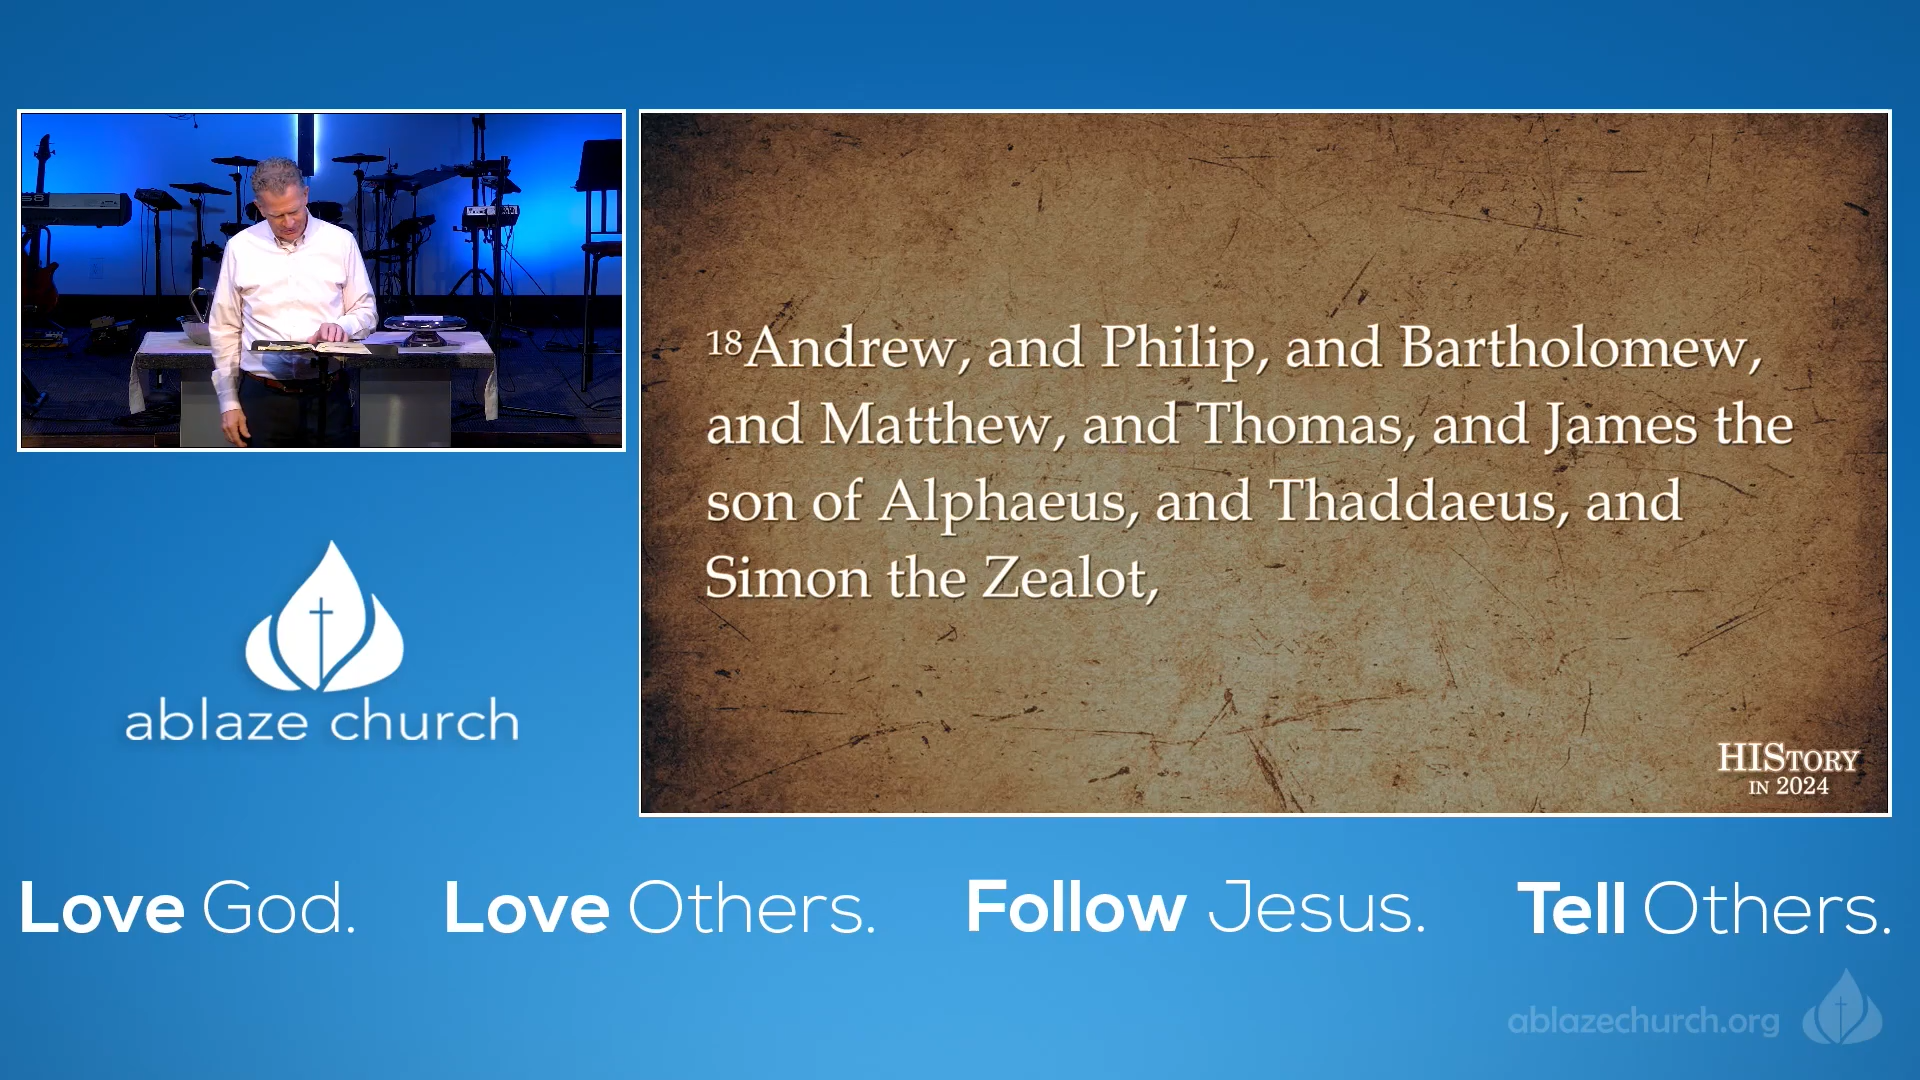 18Andrew, and Philip, and Bartholomew,
and Matthew, and Thomas, and James the
son of Alphaeus, and Thaddaeus, and
Simon the Zealot,
HISTORY
IN 2024
ablaze church
Love God. Love Others. Follow Jesus. Tell Others.
ablazechurch.org